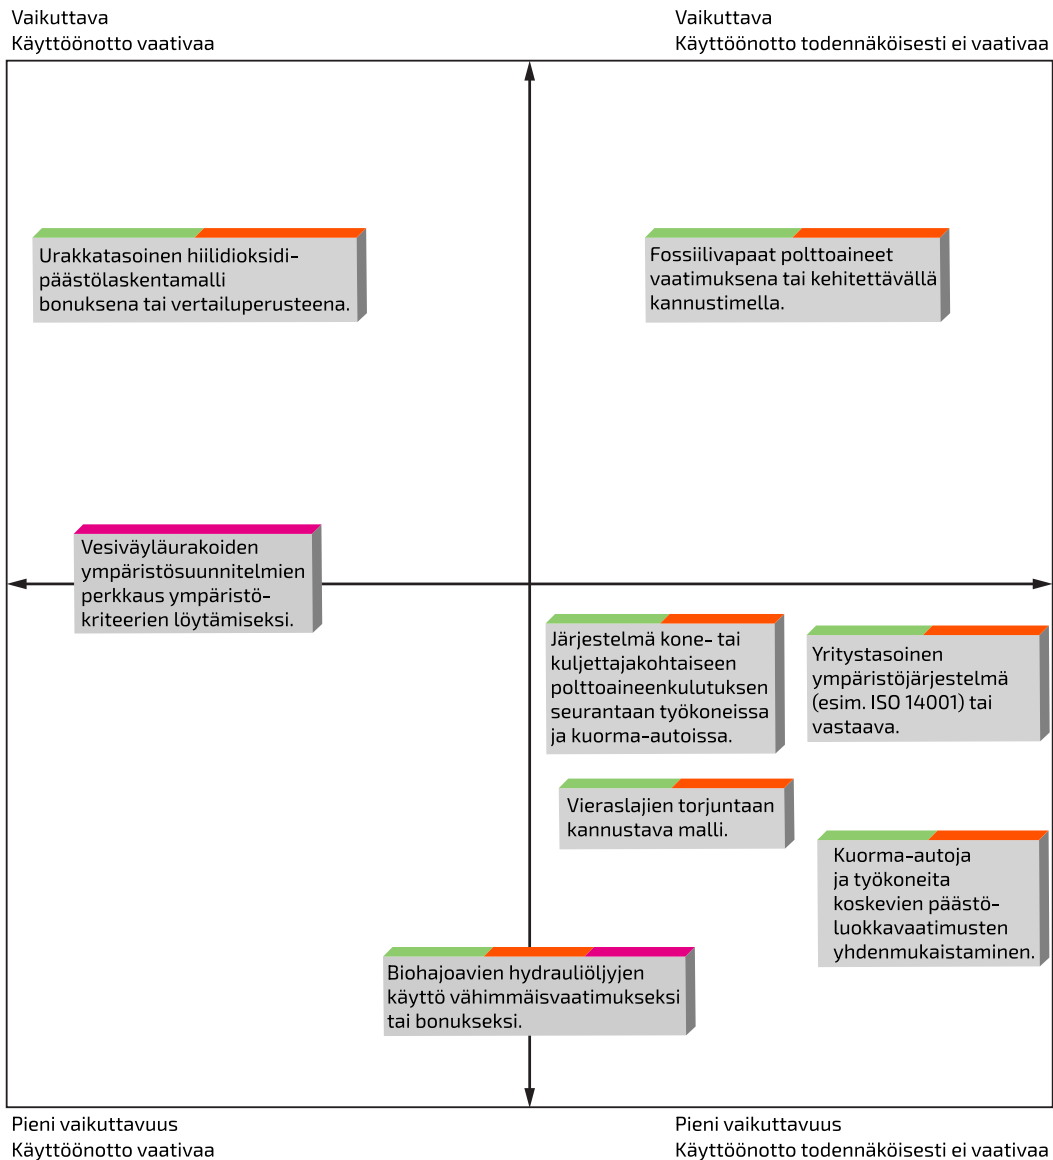 Vaikuttava
Käyttöönotto vaativaa
Vaikuttava
Käyttöönotto todennäköisesti ei vaativaa
Urakkatasoinen hiilidioksidi-
päästölaskentamalli
bonuksena tai vertailuperusteena.
Fossiilivapaat polttoaineet
vaatimuksena tai kehitettävällä
kannustimella.
Vesiväyläurakoiden
ympäristösuunnitelmien
perkkaus ympäristö-
kriteerien löytämiseksi.
Järjestelmä kone- tai
kuljettajakohtaiseen
polttoaineenkulutuksen
seurantaan työkoneissa
ja kuorma-autoissa.
Yritystasoinen
ympäristöjärjestelmä
(esim. ISO 14001) tai
vastaava.
Vieraslajien torjuntaan
kannustava malli.
Kuorma-autoja
ja työkoneita
koskevien päästö-
luokkavaatimusten
yhdenmukaistaminen.
Biohajoavien hydrauliöljyjen
käyttö vähimmäisvaatimukseksi
tai bonukseksi.
Pieni vaikuttavuus
Käyttöönotto vaativaa
Pieni vaikuttavuus
Käyttöönotto todennäköisesti ei vaativaa